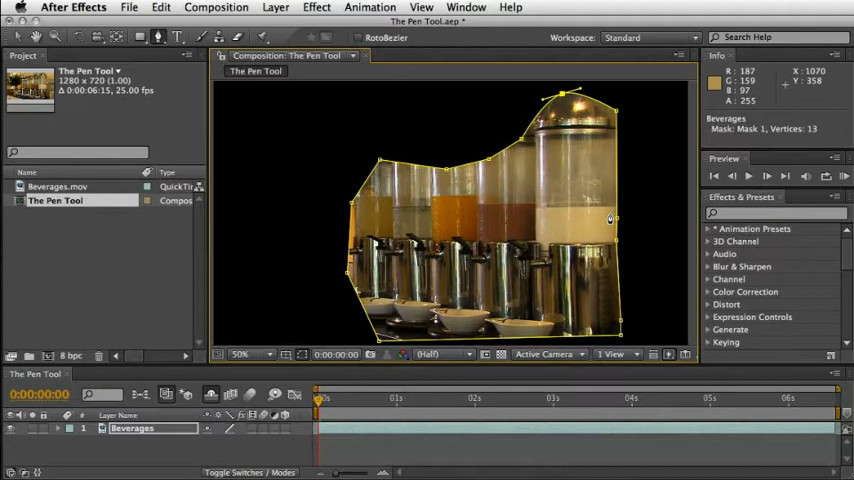 After Effects File Edit Composition Layer Effect Animation View Window Help
The Pen Tool.aep *
RotoBezier
Workspace: Standard
Search Help
Project
The Pen Tool ▼
1280 x 720 (1.00)
Δ 0:00:06:15, 25.00 fps
Name Type
Beverages.mov QuickTi
The Pen Tool Compos
8 bpc
Composition: The Pen Tool
The Pen Tool
50% 0:00:00:00 (Half) Active Camera 1 View
Info
R : 187 X : 1070
G : 159 Y : 358
B : 97
A : 255
Beverages
Mask: Mask 1, Vertices: 13
Preview
Effects & Presets
* Animation Presets
3D Channel
Audio
Blur & Sharpen
Channel
Color Correction
Distort
Expression Controls
Generate
Keying
The Pen Tool
0:00:00:00
0s 01s 02s 03s 04s 05s 06s
# Layer Name
1 Beverages
Toggle Switches / Modes